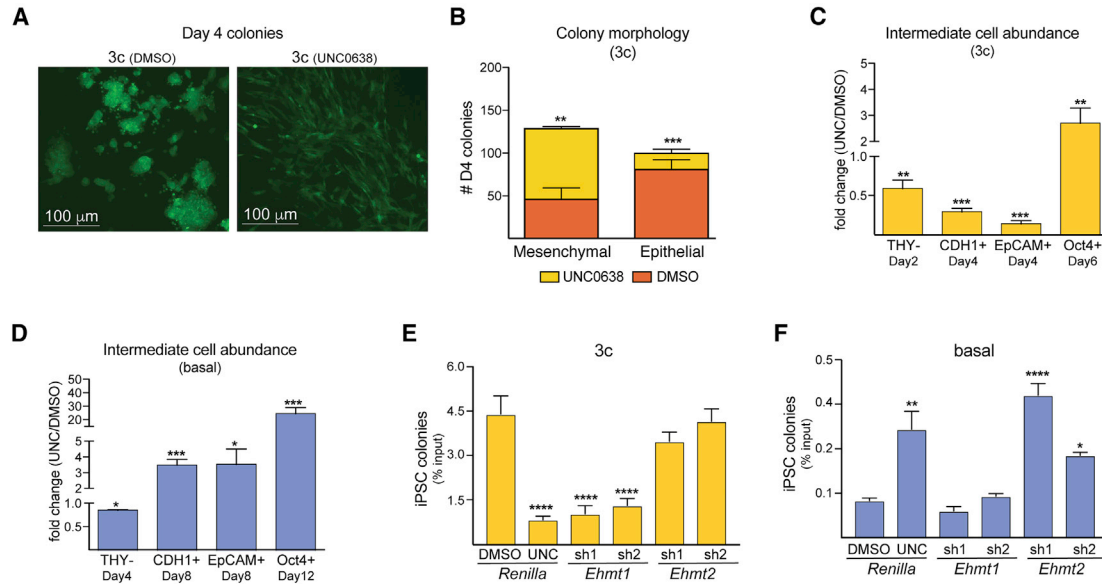 A
Day 4 colonies
3c (DMSO)
3c (UNC0638)
100 μm
100 μm
B
Colony morphology
(3c)
# D4 colonies
200
150
100
50
**
***
Mesenchymal
Epithelial
UNC0638
DMSO
C
Intermediate cell abundance
(3c)
fold change (UNC/DMSO)
5
4
3
2
1
1.0
0.5
**
***
***
**
THY-
Day2
CDH1+
Day4
EpCAM+
Day4
Oct4+
Day6
D
Intermediate cell abundance
(basal)
fold change (UNC/DMSO)
50
40
30
20
10
4
3
2
1
1.0
0.5
*
***
*
***
THY-
Day4
CDH1+
Day8
EpCAM+
Day8
Oct4+
Day12
E
3c
iPSC colonies
(% input)
6.0
4.5
3.0
1.5
****
****
****
DMSO
UNC
sh1
sh2
sh1
sh2
Renilla
Ehmt1
Ehmt2
F
basal
iPSC colonies
(% input)
0.5
0.4
0.2
0.1
**
****
*
DMSO
UNC
sh1
sh2
sh1
sh2
Renilla
Ehmt1
Ehmt2